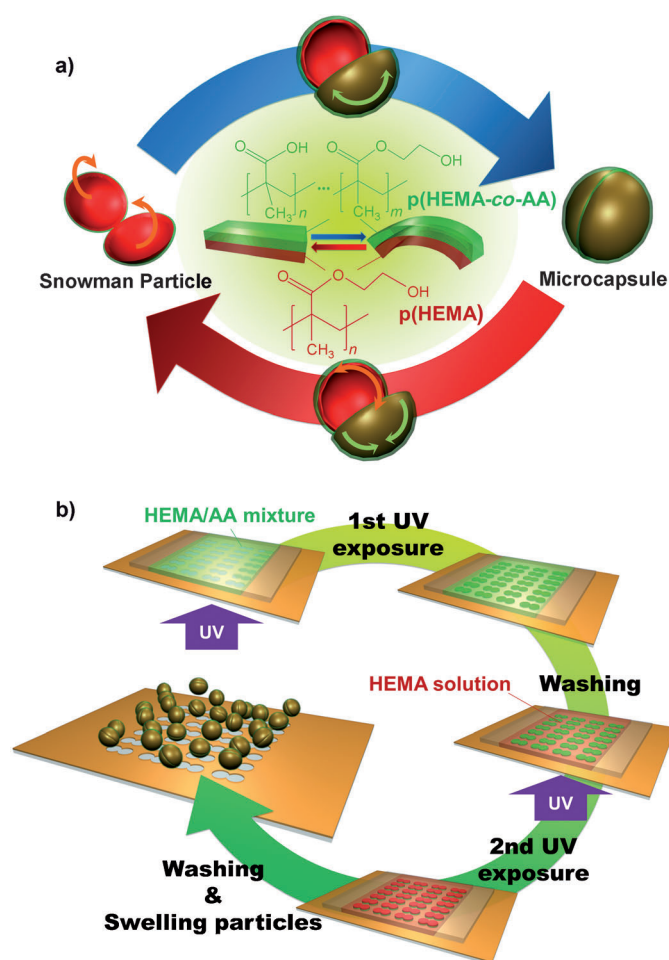 a)
OH
O
O
O
OH
CH3
n
...
CH3
m
p(HEMA-co-AA)
Snowman Particle
Microcapsule
O
O
OH
p(HEMA)
CH3
n
b)
HEMA/AA mixture
1st UV
exposure
UV
HEMA solution
Washing
UV
2nd UV
exposure
Washing
&
Swelling particles